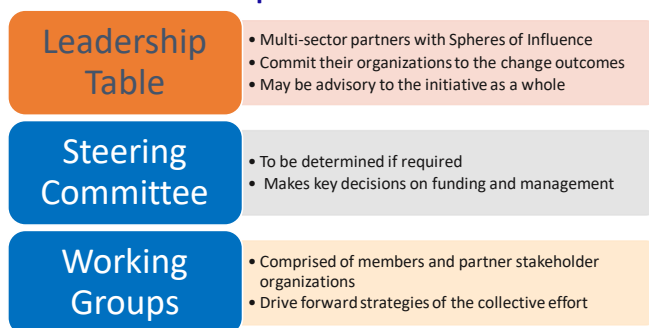 Leadership
Table
• Multi-sector partners with Spheres of Influence
• Commit their organizations to the change outcomes
• May be advisory to the initiative as a whole
Steering
Committee
• To be determined if required
• Makes key decisions on funding and management
Working
Groups
• Comprised of members and partner stakeholder
organizations
• Drive forward strategies of the collective effort